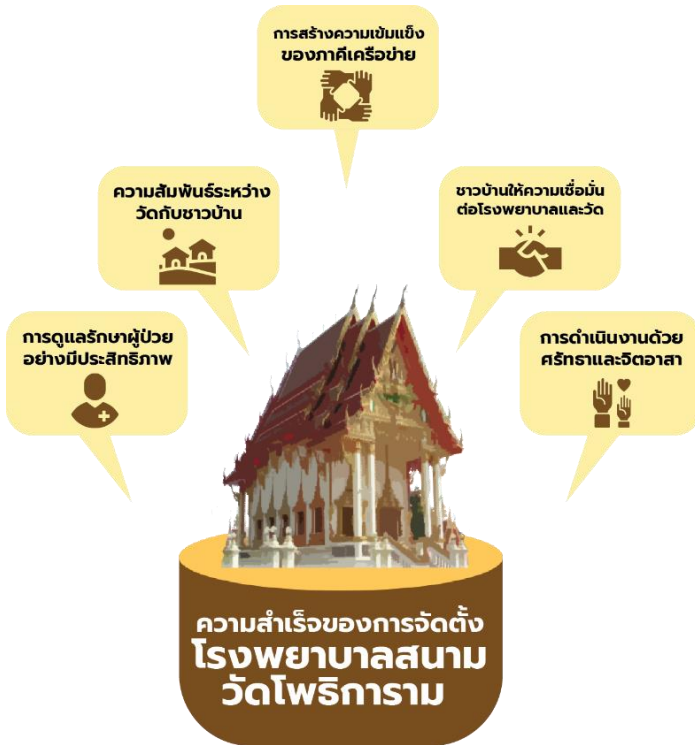 การสร้างความเข้มแข็ง
ของภาคีเครือข่าย
ความสัมพันธ์ระหว่าง
วัดกับชาวบ้าน
ชาวบ้านให้ความเชื่อมั่น
ต่อโรงพยาบาลและวัด
การดูแลรักษาผู้ป่วย
อย่างมีประสิทธิภาพ
การดำเนินงานด้วย
ศรัทธาและจิตอาสา
ความสำเร็จของการจัดตั้ง
โรงพยาบาลสนาม
วัดโพธิการาม